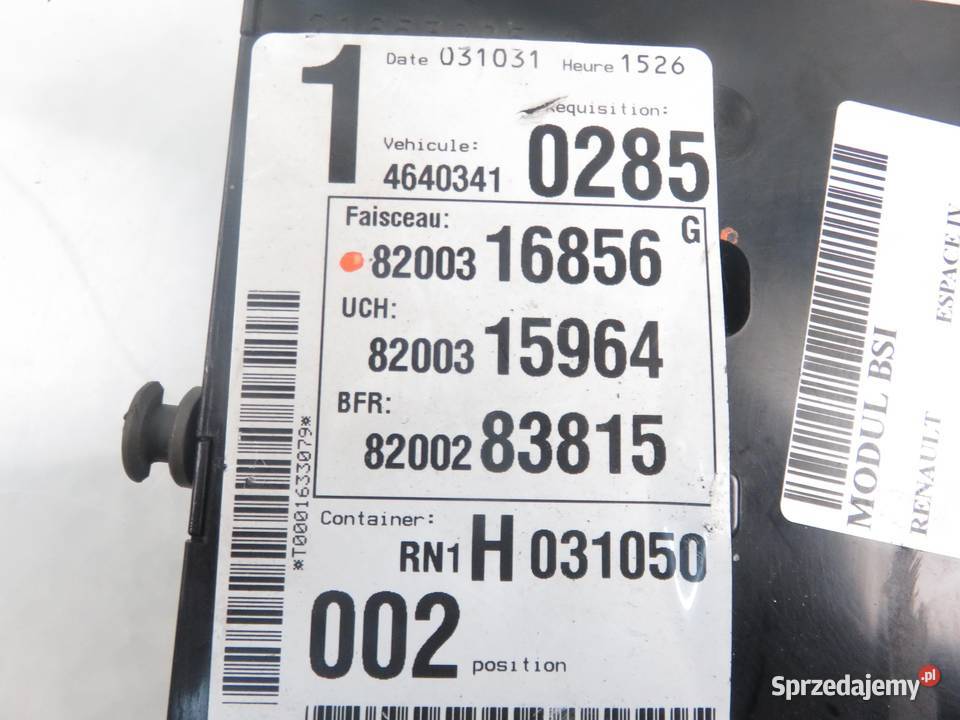 1
Date 031031 Heure 1526
Requisition:
Vehicule:
4640341 0285
Faisceau: G
82003 16856
UCH:
82003 15964
BFR:
82002 83815
Container:
RN1 H 031050
002 position
*T0001633079*
MODUL BSI
RENAULT ESPACE IV
Sprzedajemy.pl